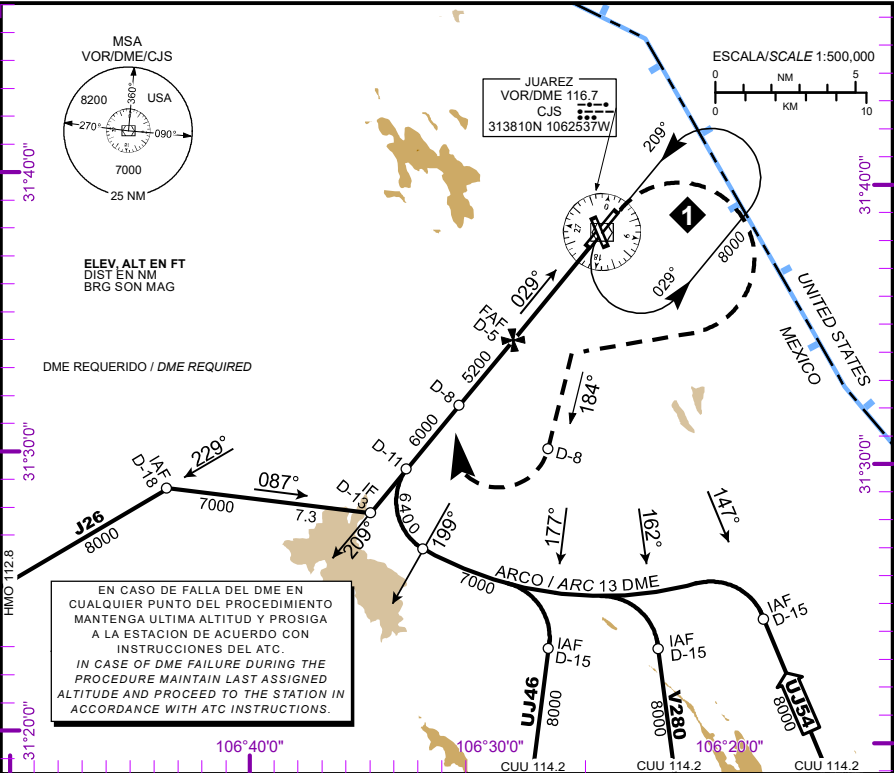 MSA
VOR/DME/CJS
8200
USA
360°
270°
090°
7000
25 NM
ESCALA/SCALE 1:500,000
0 NM 5
0 KM 10
JUAREZ
VOR/DME 116.7
CJS
313810N 1062537W
209°
31°40'0"
31°40'0"
1
ELEV, ALT EN FT
DIST EN NM
BRG SON MAG
8000
029°
029°
FAF
D-5
UNITED STATES
MEXICO
DME REQUERIDO / DME REQUIRED
5200
184°
D-8
6000
D-8
31°30'0"
31°30'0"
D-11
229°
IAF
D-18
087°
IF
D-13
7000
7.3
J26
8000
209°
6400
199°
177°
162°
147°
HMO 112.8
7000
ARCO / ARC 13 DME
EN CASO DE FALLA DEL DME EN
CUALQUIER PUNTO DEL PROCEDIMIENTO
MANTENGA ULTIMA ALTITUD Y PROSIGA
A LA ESTACION DE ACUERDO CON
INSTRUCCIONES DEL ATC.
IN CASE OF DME FAILURE DURING THE
PROCEDURE MAINTAIN LAST ASSIGNED
ALTITUDE AND PROCEED TO THE STATION IN
ACCORDANCE WITH ATC INSTRUCTIONS.
IAF
D-15
IAF
D-15
IAF
D-15
UJ46
8000
V280
8000
UJ54
8000
31°20'0"
31°20'0"
106°40'0"
106°30'0"
106°20'0"
CUU 114.2
CUU 114.2
CUU 114.2